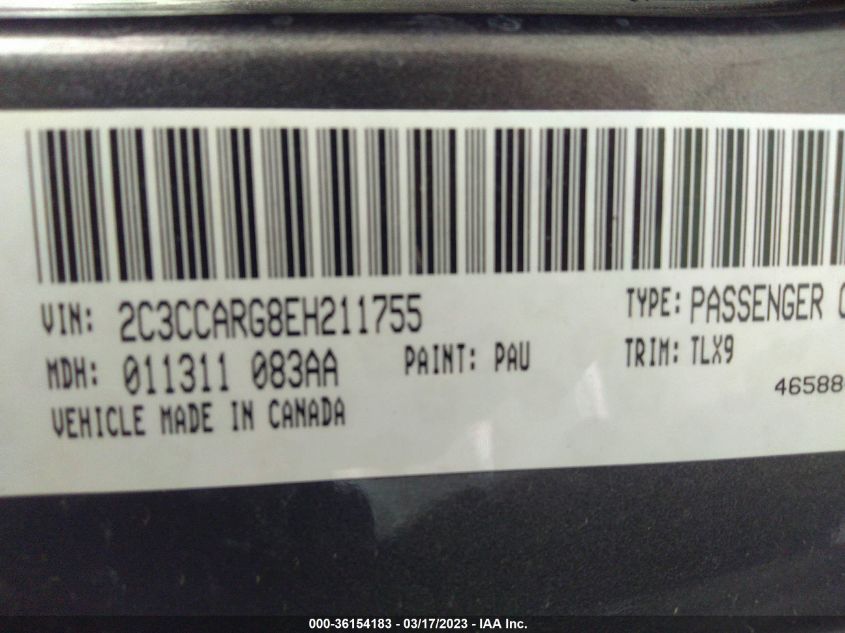 VIN: 2C3CCARG8EH211755 TYPE: PASSENGER
MDH: 011311 083AA PAINT: PAU TRIM: TLX9
46588
VEHICLE MADE IN CANADA
000-36154183 - 03/17/2023 - IAA Inc.